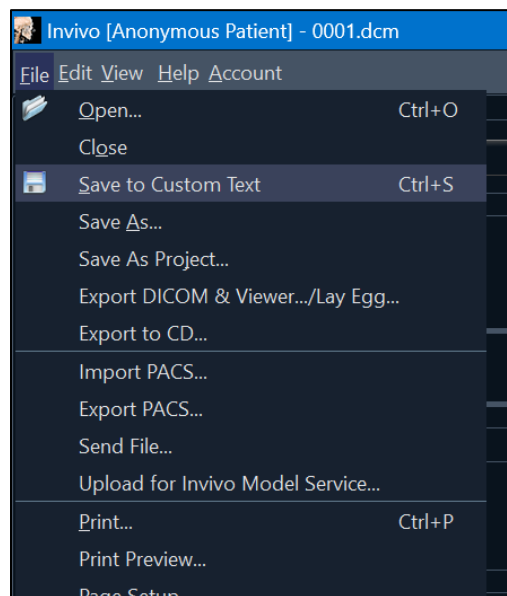 Invivo [Anonymous Patient] - 0001.dcm
File Edit View Help Account
Open... Ctrl+O
Close
Save to Custom Text Ctrl+S
Save As...
Save As Project...
Export DICOM & Viewer.../Lay Egg...
Export to CD...
Import PACS...
Export PACS...
Send File...
Upload for Invivo Model Service...
Print... Ctrl+P
Print Preview...
Page Setup